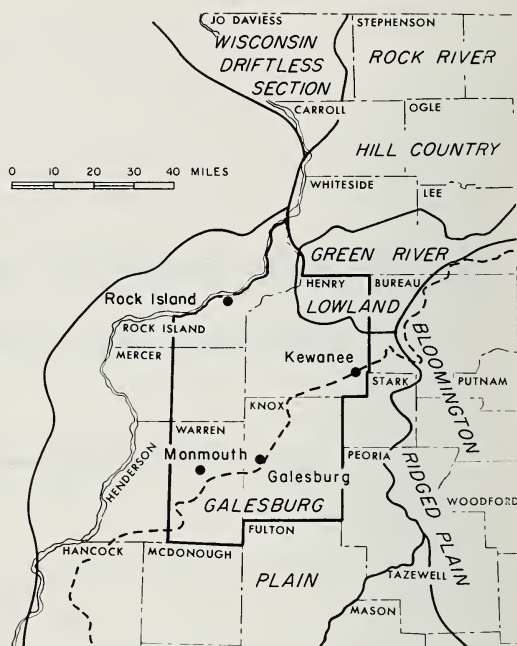 JO DAVIESS
STEPHENSON
WISCONSIN
DRIFTLESS
SECTION
ROCK RIVER
CARROLL
OGLE
HILL COUNTRY
0 10 20 30 40 MILES
WHITESIDE
LEE
GREEN RIVER
HENRY
BUREAU
LOWLAND
Rock Island
ROCK ISLAND
MERCER
Kewanee
BLOOMINGTON
STARK
PUTNAM
KNOX
WARREN
HENDERSON
Monmouth
PEORIA
Galesburg
RIDGED PLAIN
WOODFORD
GALESBURG
FULTON
HANCOCK
MCDONOUGH
PLAIN
TAZEWELL
MASON